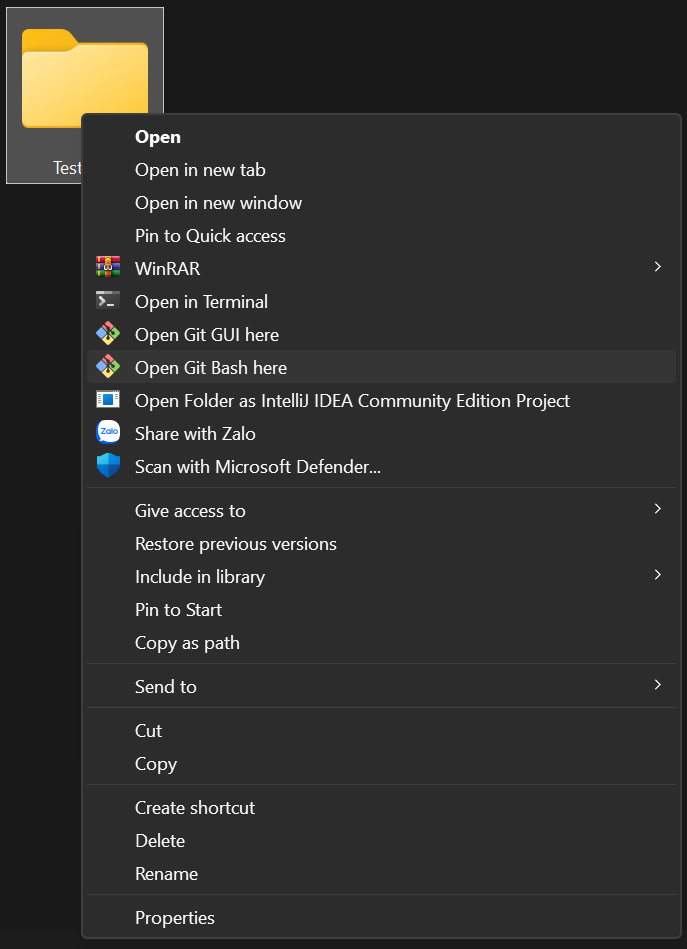 Test
Open
Open in new tab
Open in new window
Pin to Quick access
WinRAR
Open in Terminal
Open Git GUI here
Open Git Bash here
Open Folder as IntelliJ IDEA Community Edition Project
Zalo
Share with Zalo
Scan with Microsoft Defender...
Give access to
Restore previous versions
Include in library
Pin to Start
Copy as path
Send to
Cut
Copy
Create shortcut
Delete
Rename
Properties